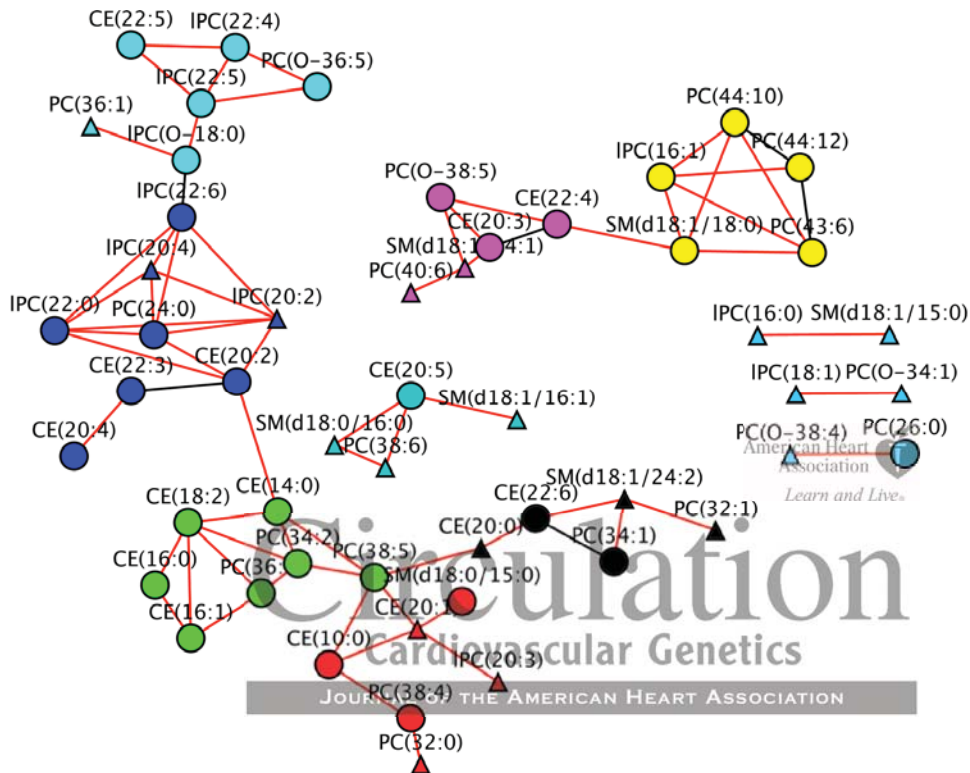 CE(22:5)
lPC(22:4)
PC(O-36:5)
lPC(22:5)
PC(36:1)
lPC(O-18:0)
lPC(22:6)
lPC(20:4)
lPC(22:0)
PC(24:0)
lPC(20:2)
CE(22:3)
CE(20:2)
CE(20:4)
PC(44:10)
PC(44:12)
lPC(16:1)
PC(O-38:5)
CE(22:4)
CE(20:3)
SM(d18:1/18:0)
PC(43:6)
PC(40:6)
lPC(16:0)
SM(d18:1/15:0)
lPC(18:1)
PC(O-34:1)
PC(O-38:4)
PC(26:0)
American Heart
Association
Learn and Live
CE(20:5)
SM(d18:1/16:1)
SM(d18:0/16:0)
PC(38:6)
CE(18:2)
CE(14:0)
CE(16:0)
PC(34:2)
CE(16:1)
PC(38:5)
CE(20:0)
CE(22:6)
SM(d18:1/24:2)
PC(32:1)
PC(34:1)
SM(d18:0/15:0)
CE(10:0)
lPC(20:3)
PC(38:4)
PC(32:0)
Circulation
Cardiovascular Genetics
JOURNAL OF THE AMERICAN HEART ASSOCIATION